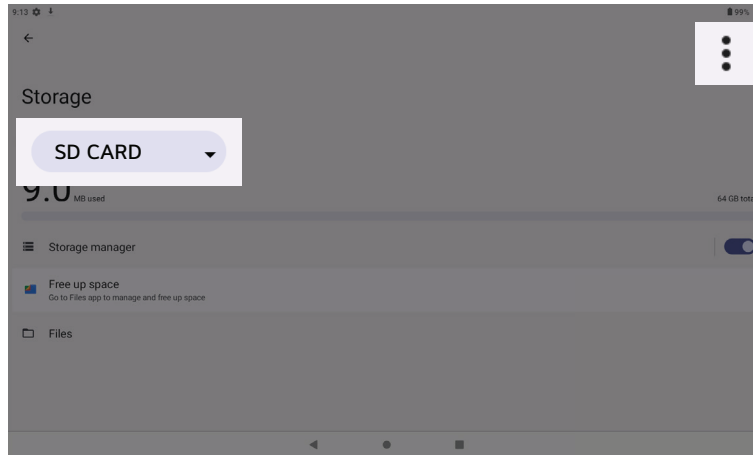 9:13
99%
Storage
SD CARD
9.0 MB used
64 GB tota
Storage manager
Free up space
Go to Files app to manage and free up space
Files